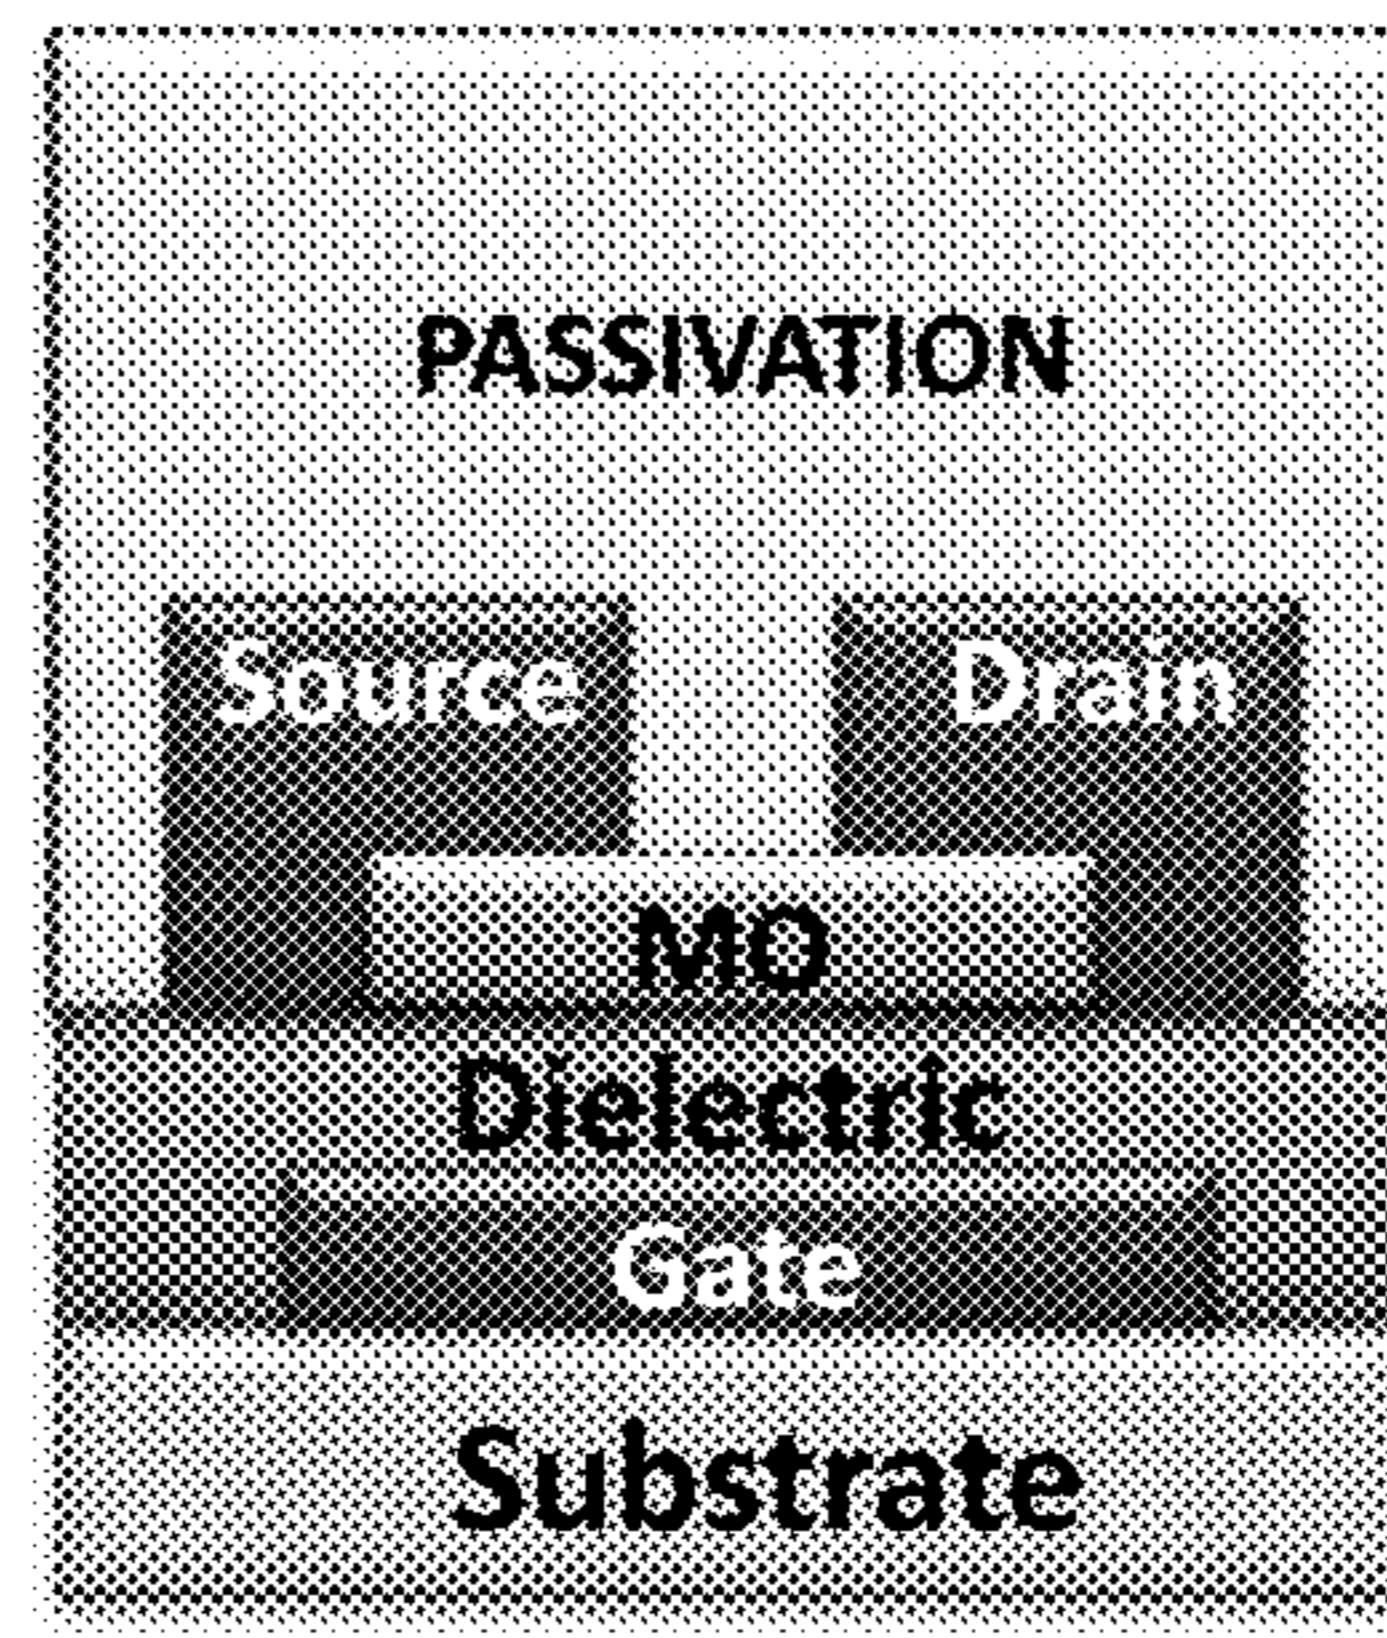 PASSIVATION
Source Drain
MO
Dielectric
Gate
Substrate